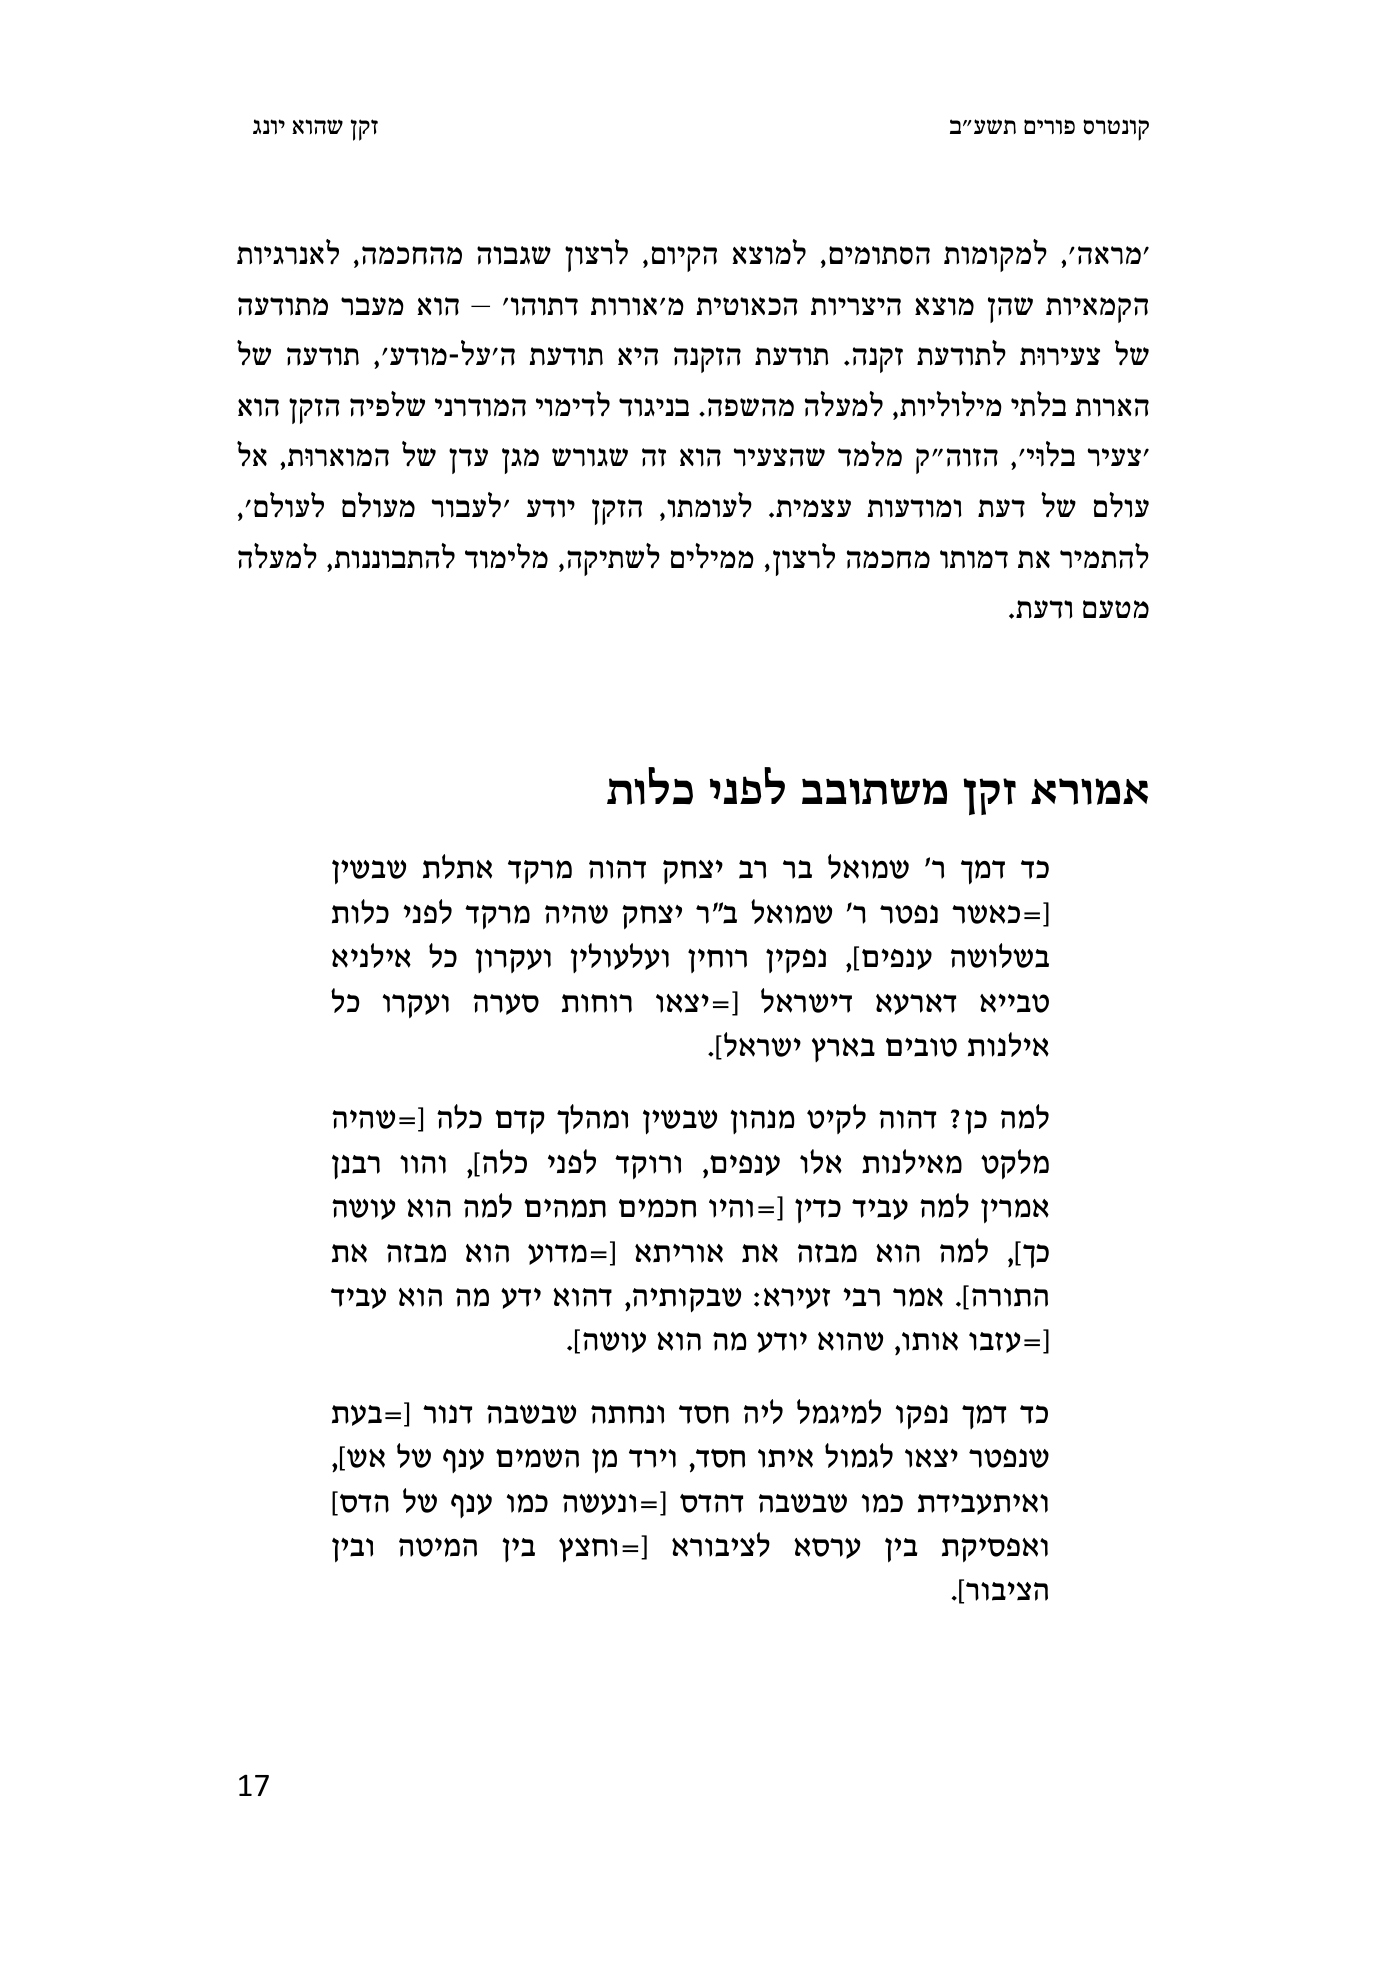 קונטרס פורים תשע״ב
זקן שהוא יונג
׳מראה׳, למקומות הסתומים, למוצא הקיום, לרצון שגבוה מהחכמה, לאנרגיות
הקמאיות שהן מוצא היצריות הכאוטית מ׳אורות דתוהו׳ – הוא מעבר מתודעה
של צעירוּת לתודעת זקנה. תודעת הזקנה היא תודעת ה׳על-מודע׳, תודעה של
הארות בלתי מילוליות, למעלה מהשפה. בניגוד לדימוי המודרני שלפיה הזקן הוא
׳צעיר בלוּי׳, הזוה״ק מלמד שהצעיר הוא זה שגורש מגן עדן של המוארוּת, אל
עולם של דעת ומודעות עצמית. לעומתו, הזקן יודע ׳לעבור מעולם לעולם׳,
להתמיר את דמותו מחכמה לרצון, ממילים לשתיקה, מלימוד להתבוננות, למעלה
מטעם ודעת.
אמורא זקן משתובב לפני כלות
כד דמך ר׳ שמואל בר רב יצחק דהוה מרקד אתלת שבשין
[=כאשר נפטר ר׳ שמואל ב״ר יצחק שהיה מרקד לפני כלות
בשלושה ענפים], נפקין רוחין ועלעולין ועקרון כל אילניא
טבייא דארעא דישראל [=יצאו רוחות סערה ועקרו כל
אילנות טובים בארץ ישראל].
למה כן? דהוה לקיט מנהון שבשין ומהלך קדם כלה [=שהיה
מלקט מאילנות אלו ענפים, ורוקד לפני כלה], והוו רבנן
אמרין למה עביד כדין [=והיו חכמים תמהים למה הוא עושה
כך], למה הוא מבזה את אוריתא [=מדוע הוא מבזה את
התורה]. אמר רבי זעירא: שבקותיה, דהוא ידע מה הוא עביד
[=עזבו אותו, שהוא יודע מה הוא עושה].
כד דמך נפקו למיגמל ליה חסד ונחתה שבשבה דנור [=בעת
שנפטר יצאו לגמול איתו חסד, וירד מן השמים ענף של אש],
ואיתעבידת כמו שבשבה דהדס [=ונעשה כמו ענף של הדס]
ואפסיקת בין ערסא לציבורא [=וחצץ בין המיטה ובין
הציבור].
17